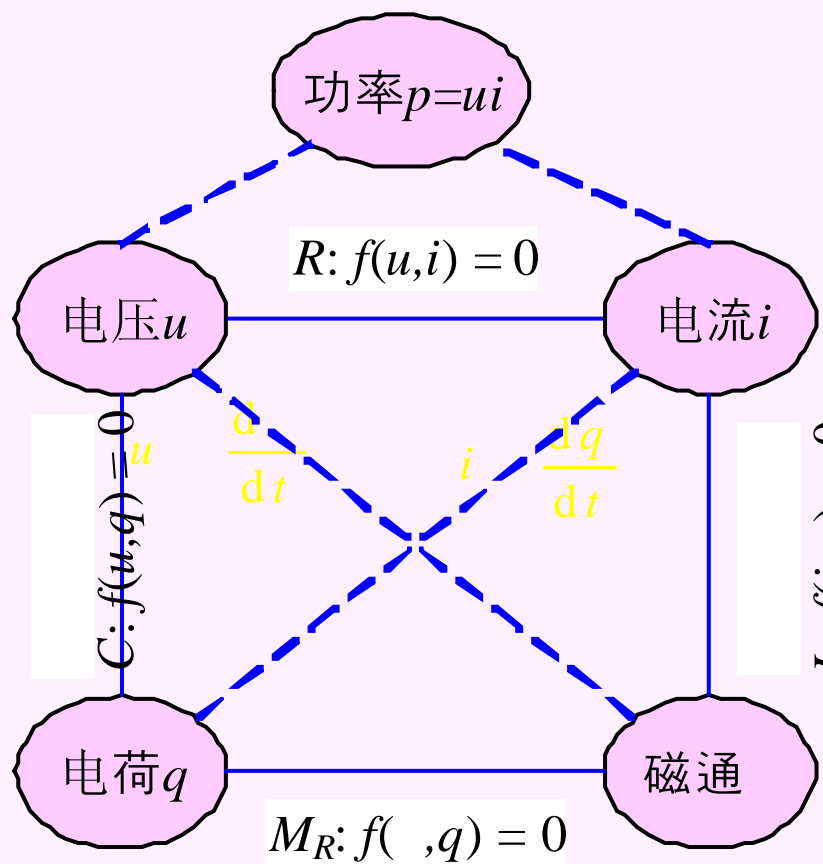 功率p=ui
R: f(u,i) = 0
电压u
电流i
C: f(u,q) = 0
u
d
dt
i
dq
dt
电荷q
磁通
M_R: f( ,q) = 0